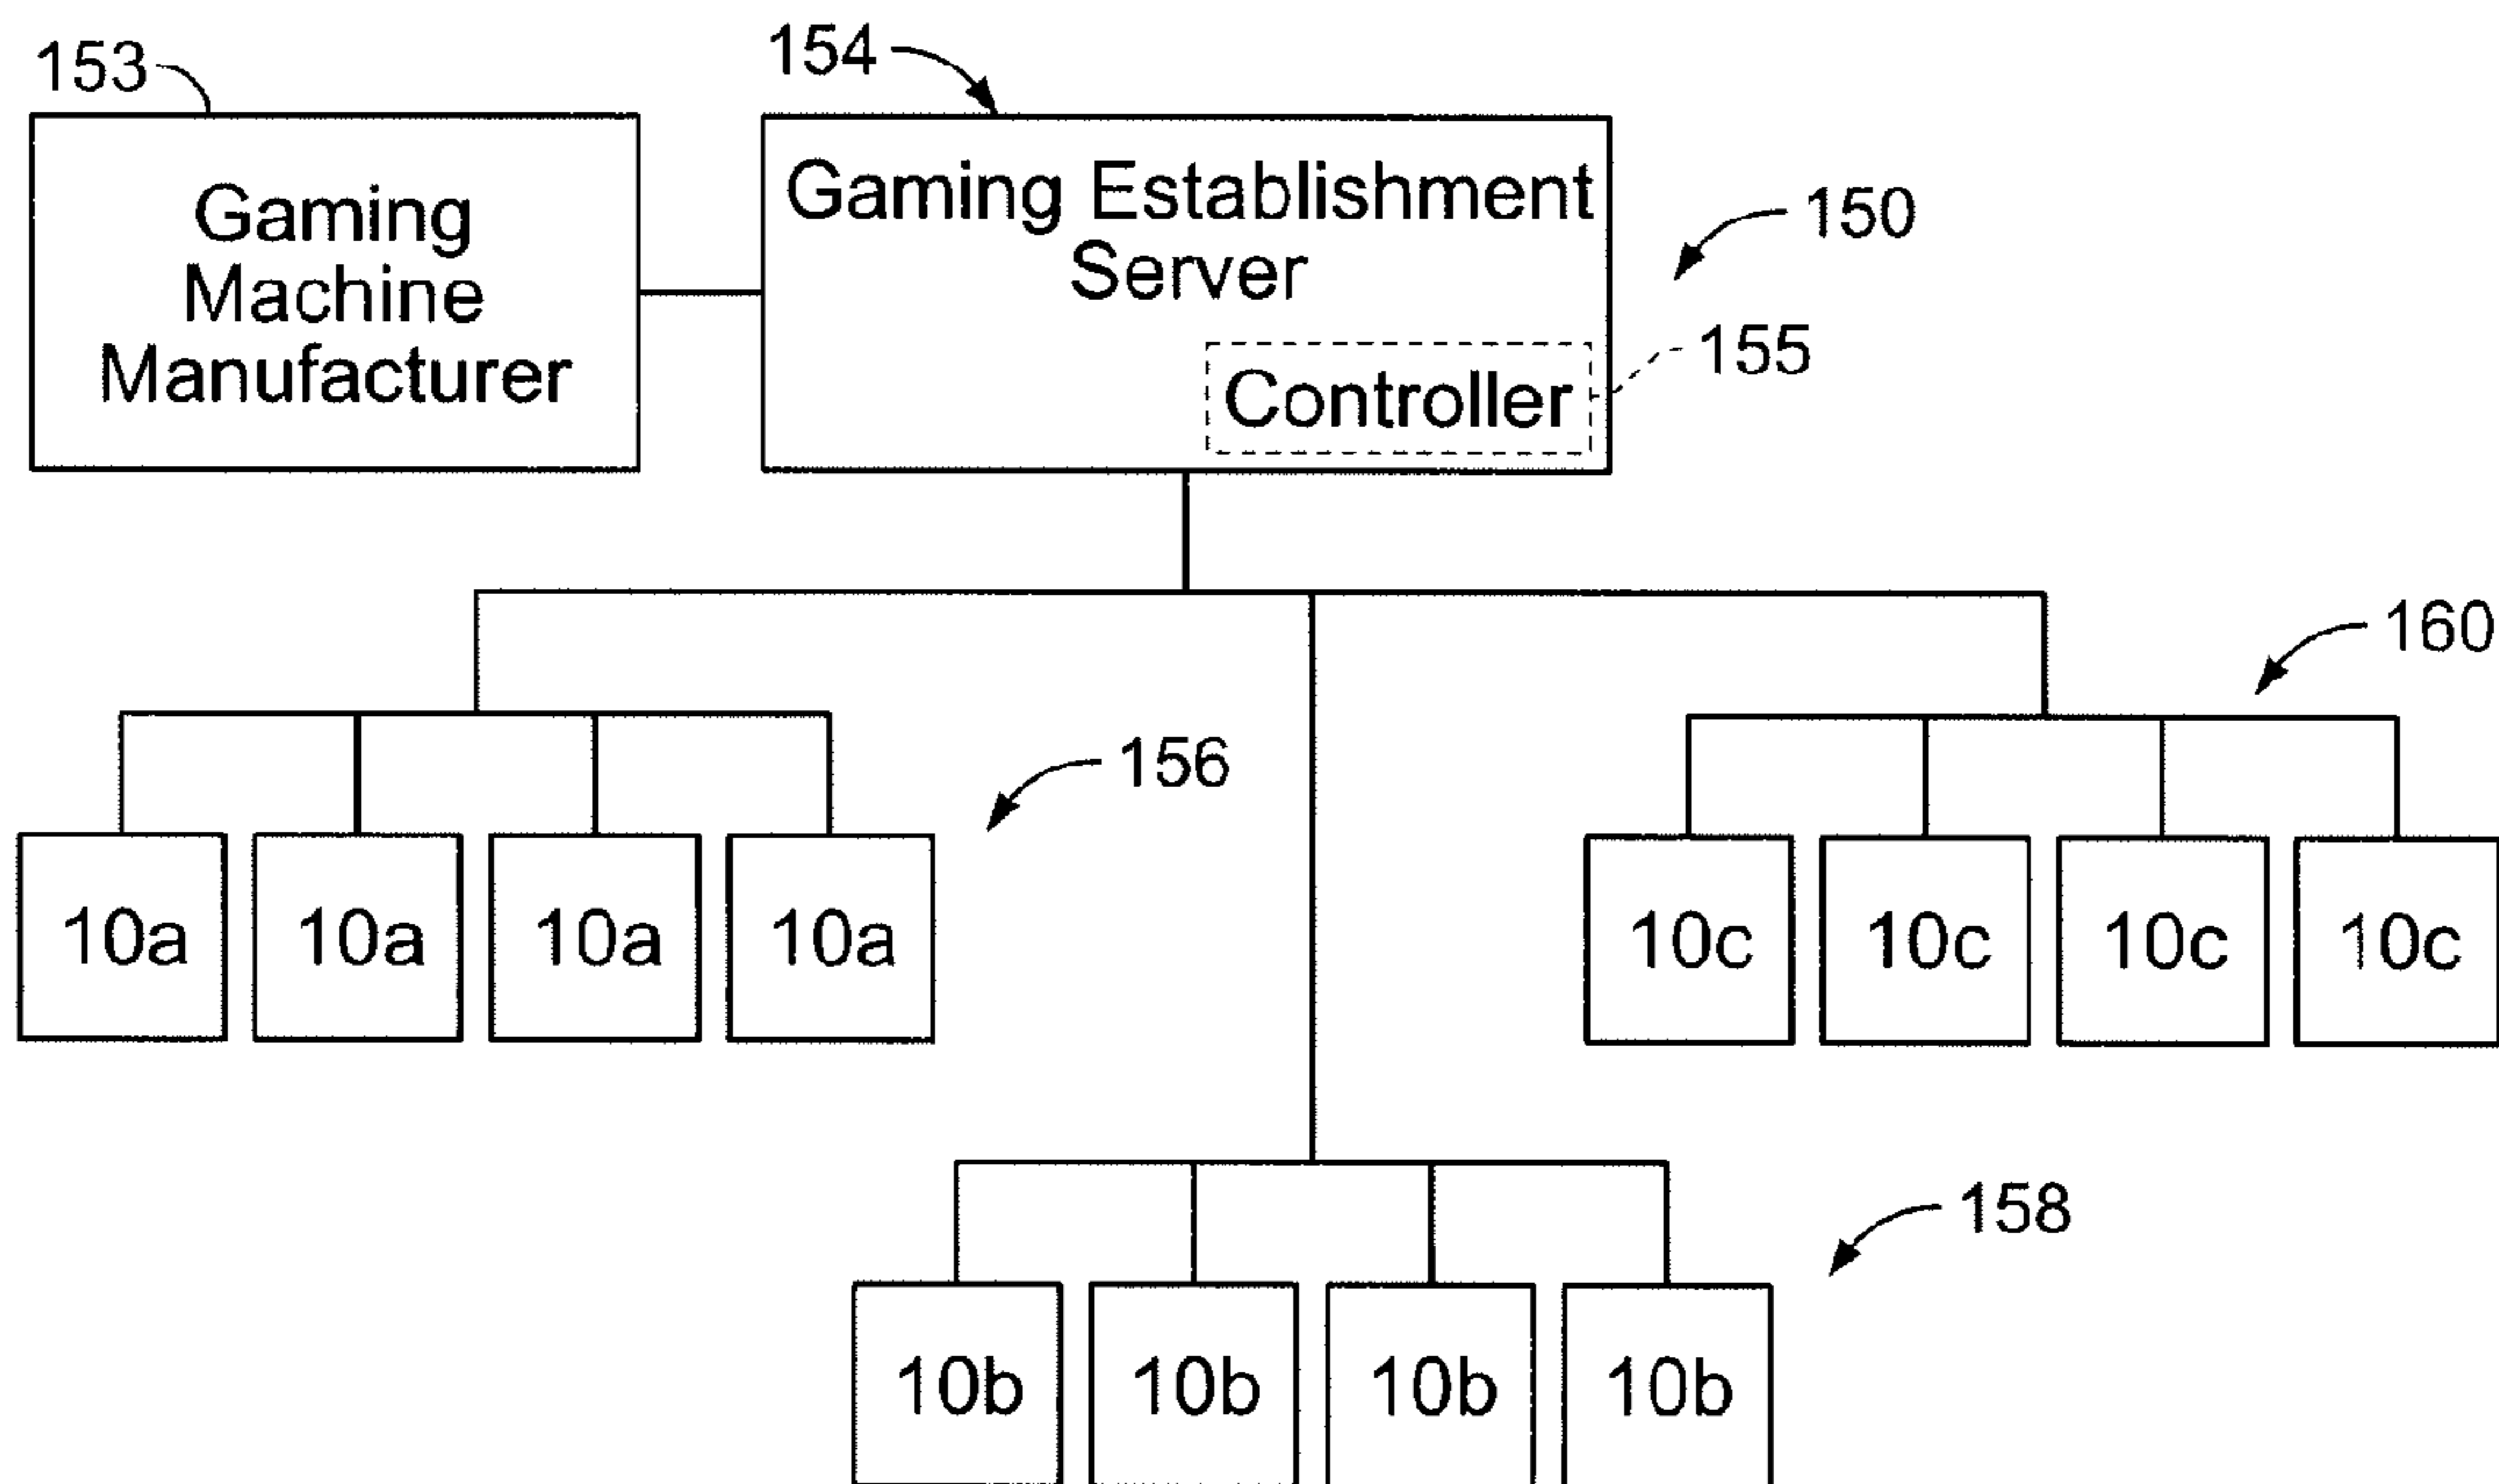 153
154
Gaming
Machine
Manufacturer
Gaming Establishment
Server
Controller
150
155
160
156
10a 10a 10a 10a
10c 10c 10c 10c
158
10b 10b 10b 10b